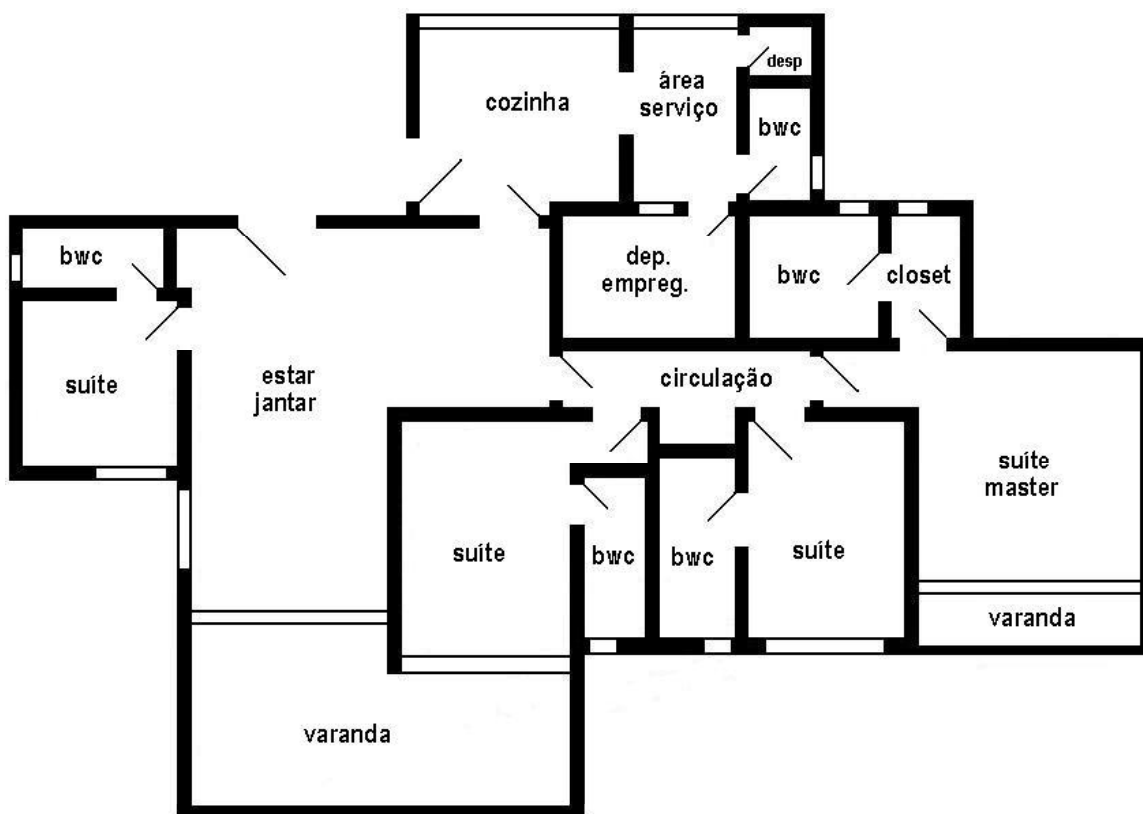 desp
área
serviço
cozinha
bwc
bwc
dep.
empreg.
bwc
closet
suíte
estar
jantar
circulação
suíte
master
suíte
bwc
bwc
suíte
varanda
varanda